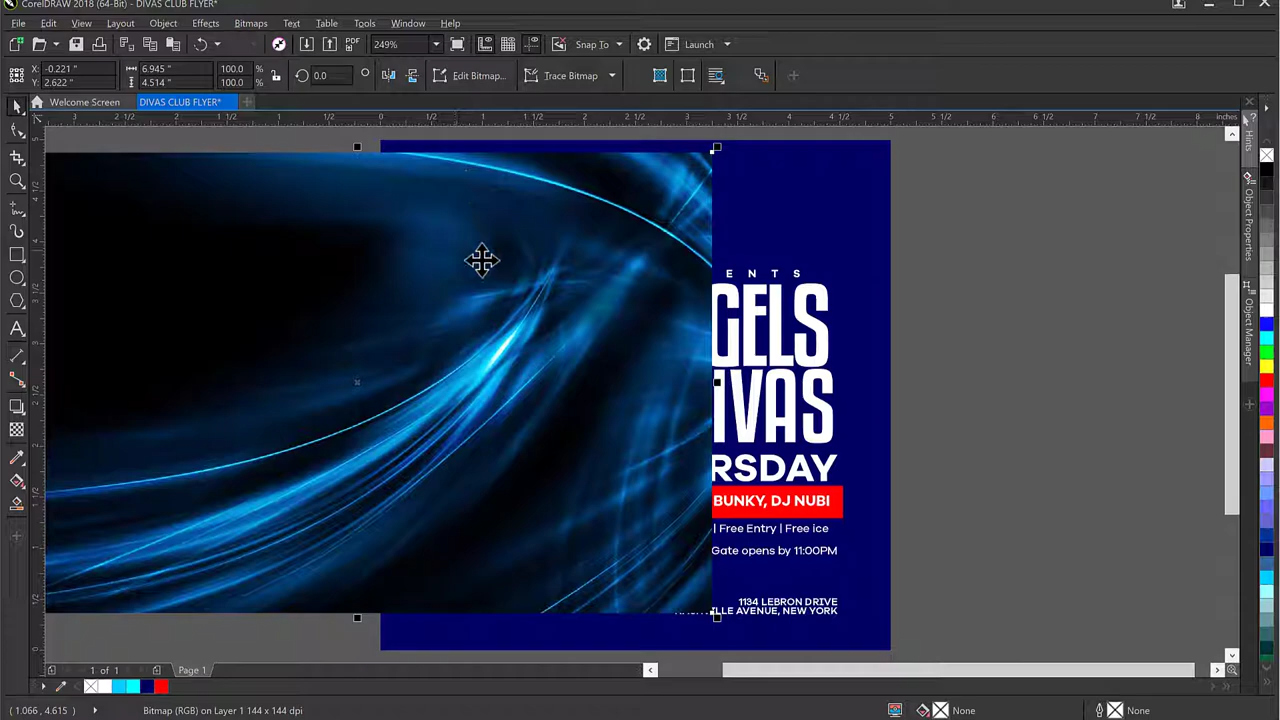 CorelDRAW 2018 (64-Bit) - DIVAS CLUB FLYER*
File Edit View Layout Object Effects Bitmaps Text Table Tools Window Help
PDF 249% Snap To Launch
X: -0.221 " 6.945 " 100.0 % 0.0 Edit Bitmap... Trace Bitmap
Y: 2.622 " 4.514 " 100.0 %
Welcome Screen DIVAS CLUB FLYER*
inches
Hints
Object Properties
Object Manager
ENTS
GELS
IVAS
RSDAY
BUNKY, DJ NUBI
| Free Entry | Free ice
Gate opens by 11:00PM
1134 LEBRON DRIVE
NASHVILLE AVENUE, NEW YORK
1 of 1 Page 1
( 1.066 , 4.615 ) Bitmap (RGB) on Layer 1 144 x 144 dpi None None